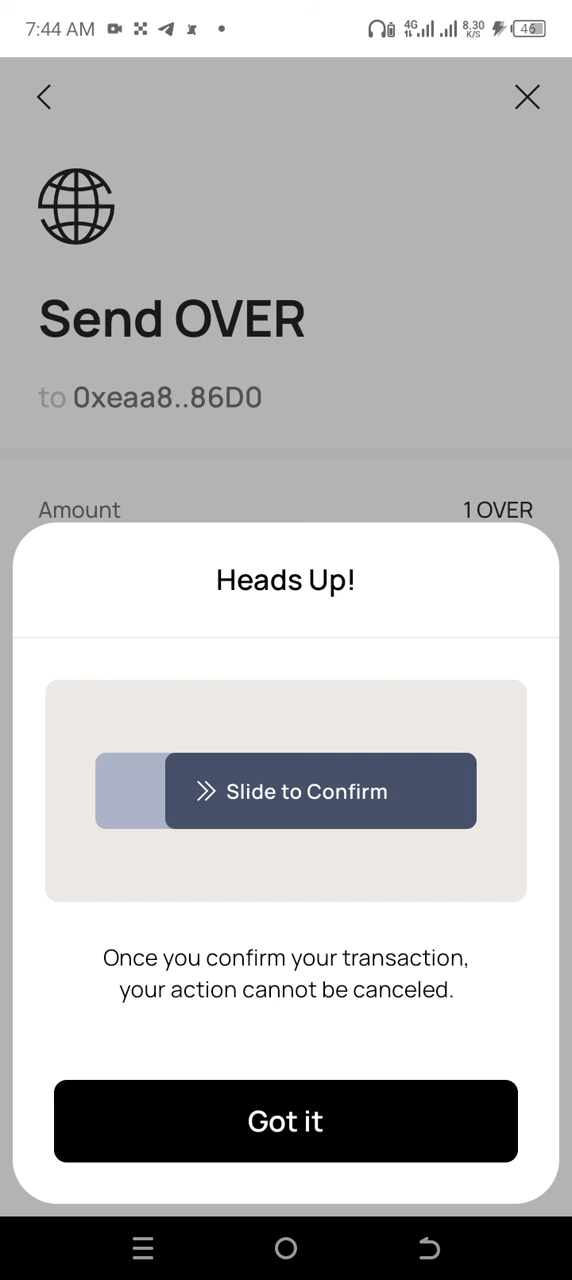 7:44 AM 4G 8.30 K/S 46
Send OVER
to 0xeaa8..86D0
Amount 1 OVER
Heads Up!
Slide to Confirm
Once you confirm your transaction,
your action cannot be canceled.
Got it